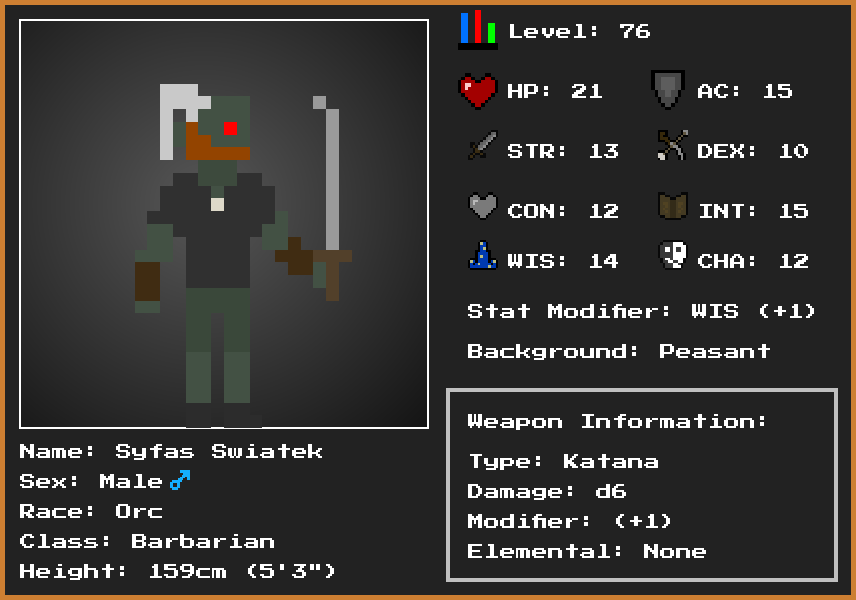 Level: 76
HP: 21 AC: 15
STR: 13 DEX: 10
CON: 12 INT: 15
WIS: 14 CHA: 12
Stat Modifier: WIS (+1)
Background: Peasant
Weapon Information:
Type: Katana
Damage: d6
Modifier: (+1)
Elemental: None
Name: Syfas Swiatek
Sex: Male ♂
Race: Orc
Class: Barbarian
Height: 159cm (5'3")